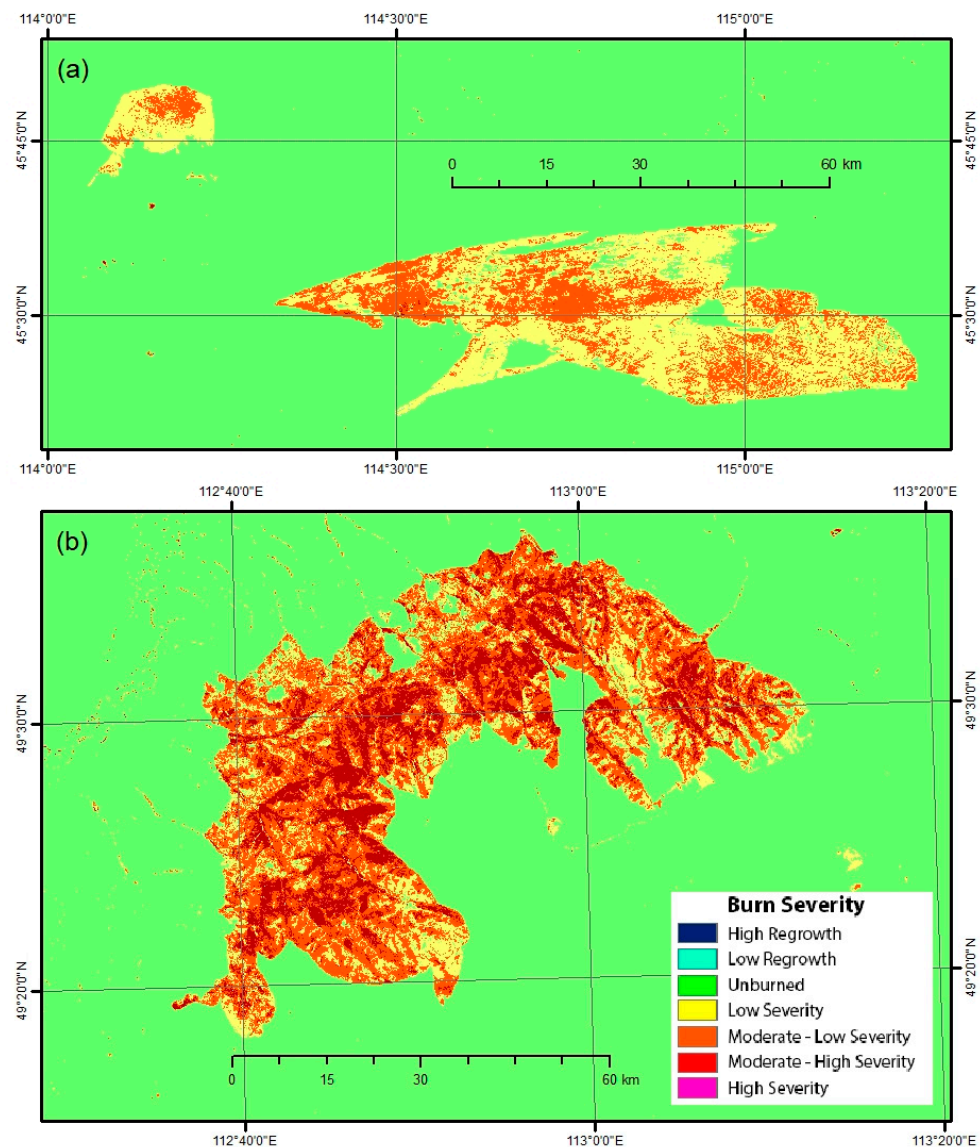 114°0'0"E 114°30'0"E 115°0'0"E
(a)
45°45'0"N 45°45'0"N
0 15 30 60 km
45°30'0"N 45°30'0"N
114°0'0"E 114°30'0"E 115°0'0"E
112°40'0"E 113°0'0"E 113°20'0"E
(b)
49°30'0"N 49°30'0"N
49°20'0"N 49°20'0"N
Burn Severity
High Regrowth
Low Regrowth
Unburned
Low Severity
Moderate - Low Severity
Moderate - High Severity
High Severity
0 15 30 60 km
112°40'0"E 113°0'0"E 113°20'0"E